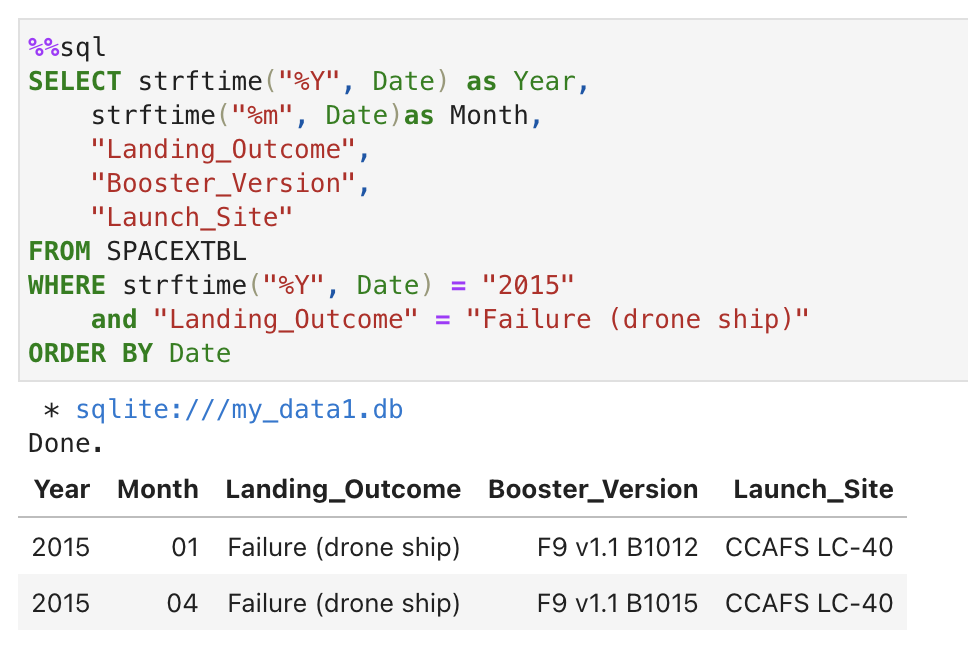 %%sql
SELECT strftime("%Y", Date) as Year,
    strftime("%m", Date)as Month,
    "Landing_Outcome",
    "Booster_Version",
    "Launch_Site"
FROM SPACEXTBL
WHERE strftime("%Y", Date) = "2015"
    and "Landing_Outcome" = "Failure (drone ship)"
ORDER BY Date
* sqlite:///my_data1.db
Done.
Year Month Landing_Outcome Booster_Version Launch_Site
2015 01 Failure (drone ship) F9 v1.1 B1012 CCAFS LC-40
2015 04 Failure (drone ship) F9 v1.1 B1015 CCAFS LC-40